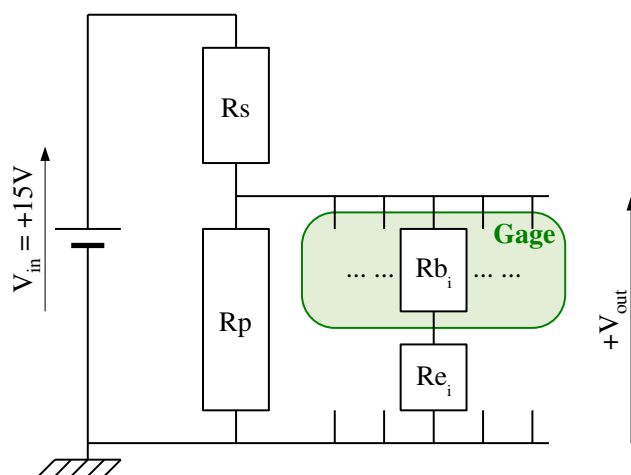 Rs
V_in = +15V
Gage
... ... Rb_i ... ...
Rp
Re_i
+V_out